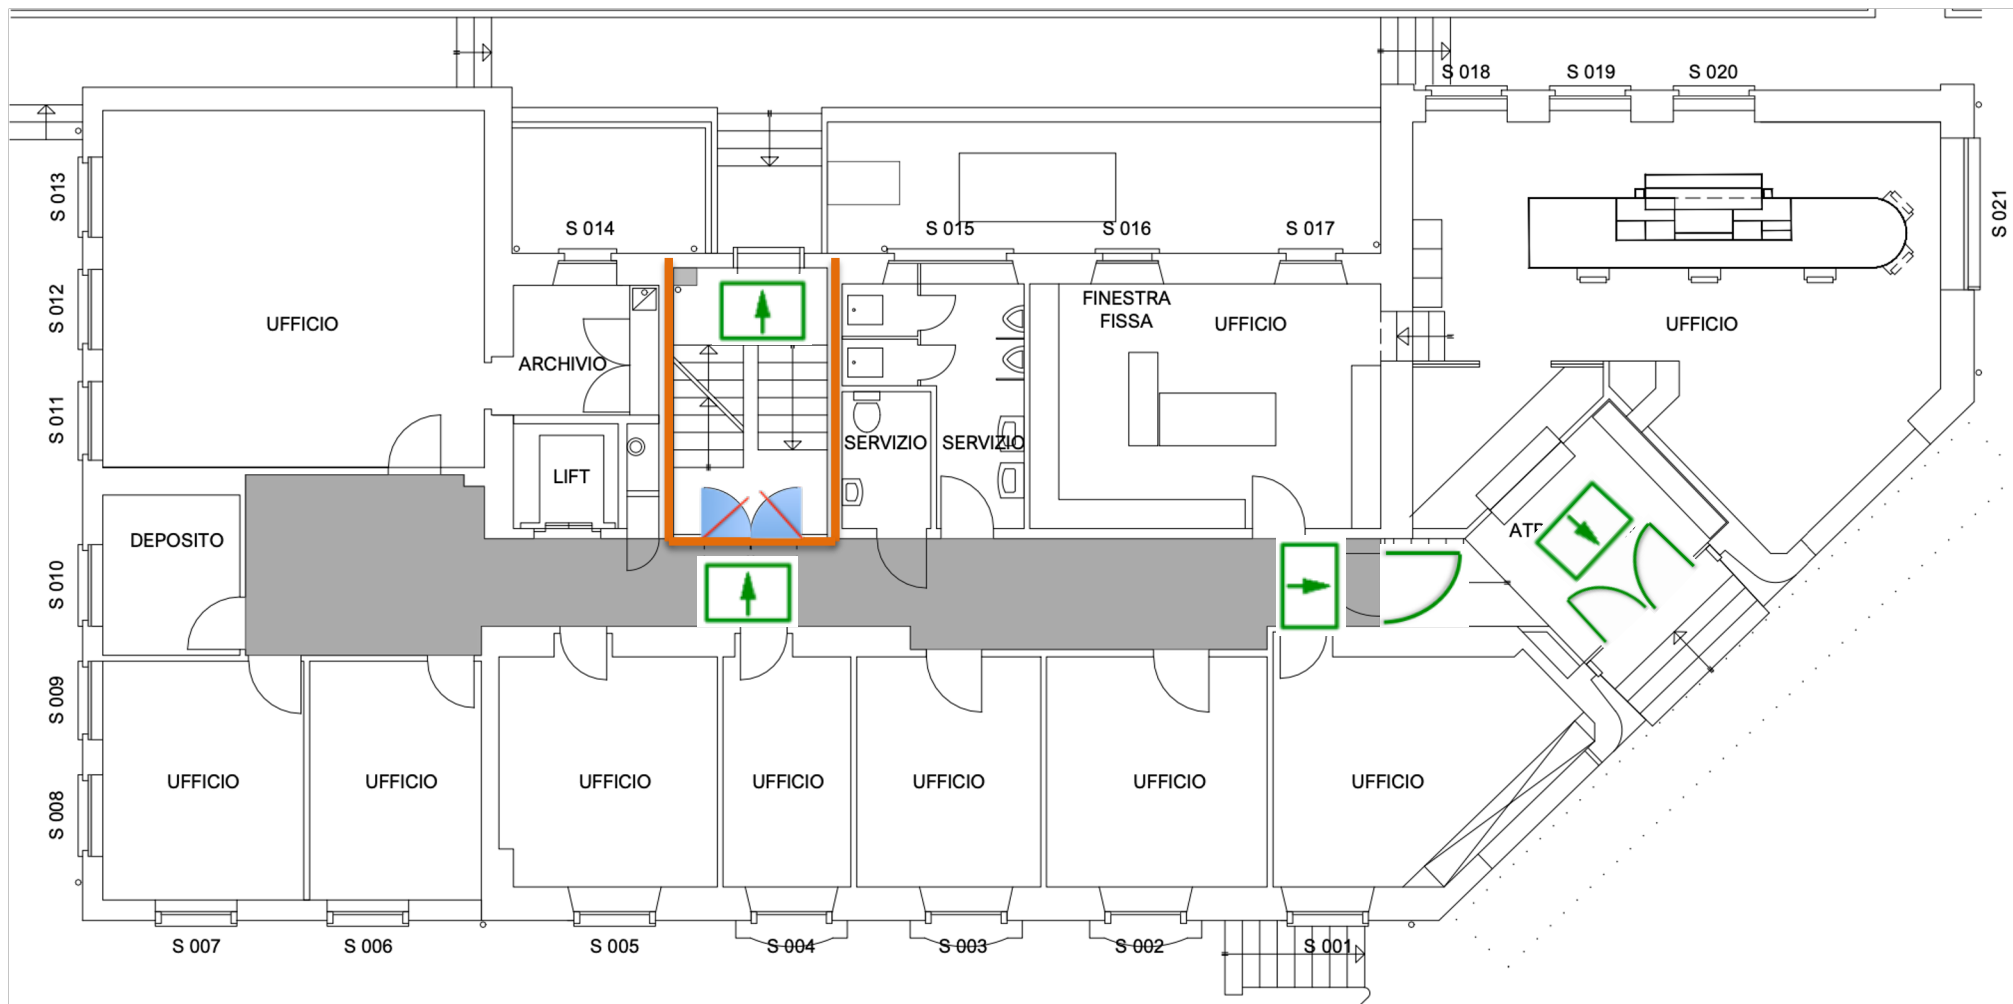 S 018
S 019
S 020
S 013
S 014
S 015
S 016
S 017
S 021
S 012
FINESTRA
FISSA
UFFICIO
UFFICIO
UFFICIO
ARCHIVIO
S 011
SERVIZIO
SERVIZIO
LIFT
DEPOSITO
S 010
S 009
UFFICIO
UFFICIO
UFFICIO
UFFICIO
UFFICIO
UFFICIO
UFFICIO
S 008
S 007
S 006
S 005
S 004
S 003
S 002
S 001